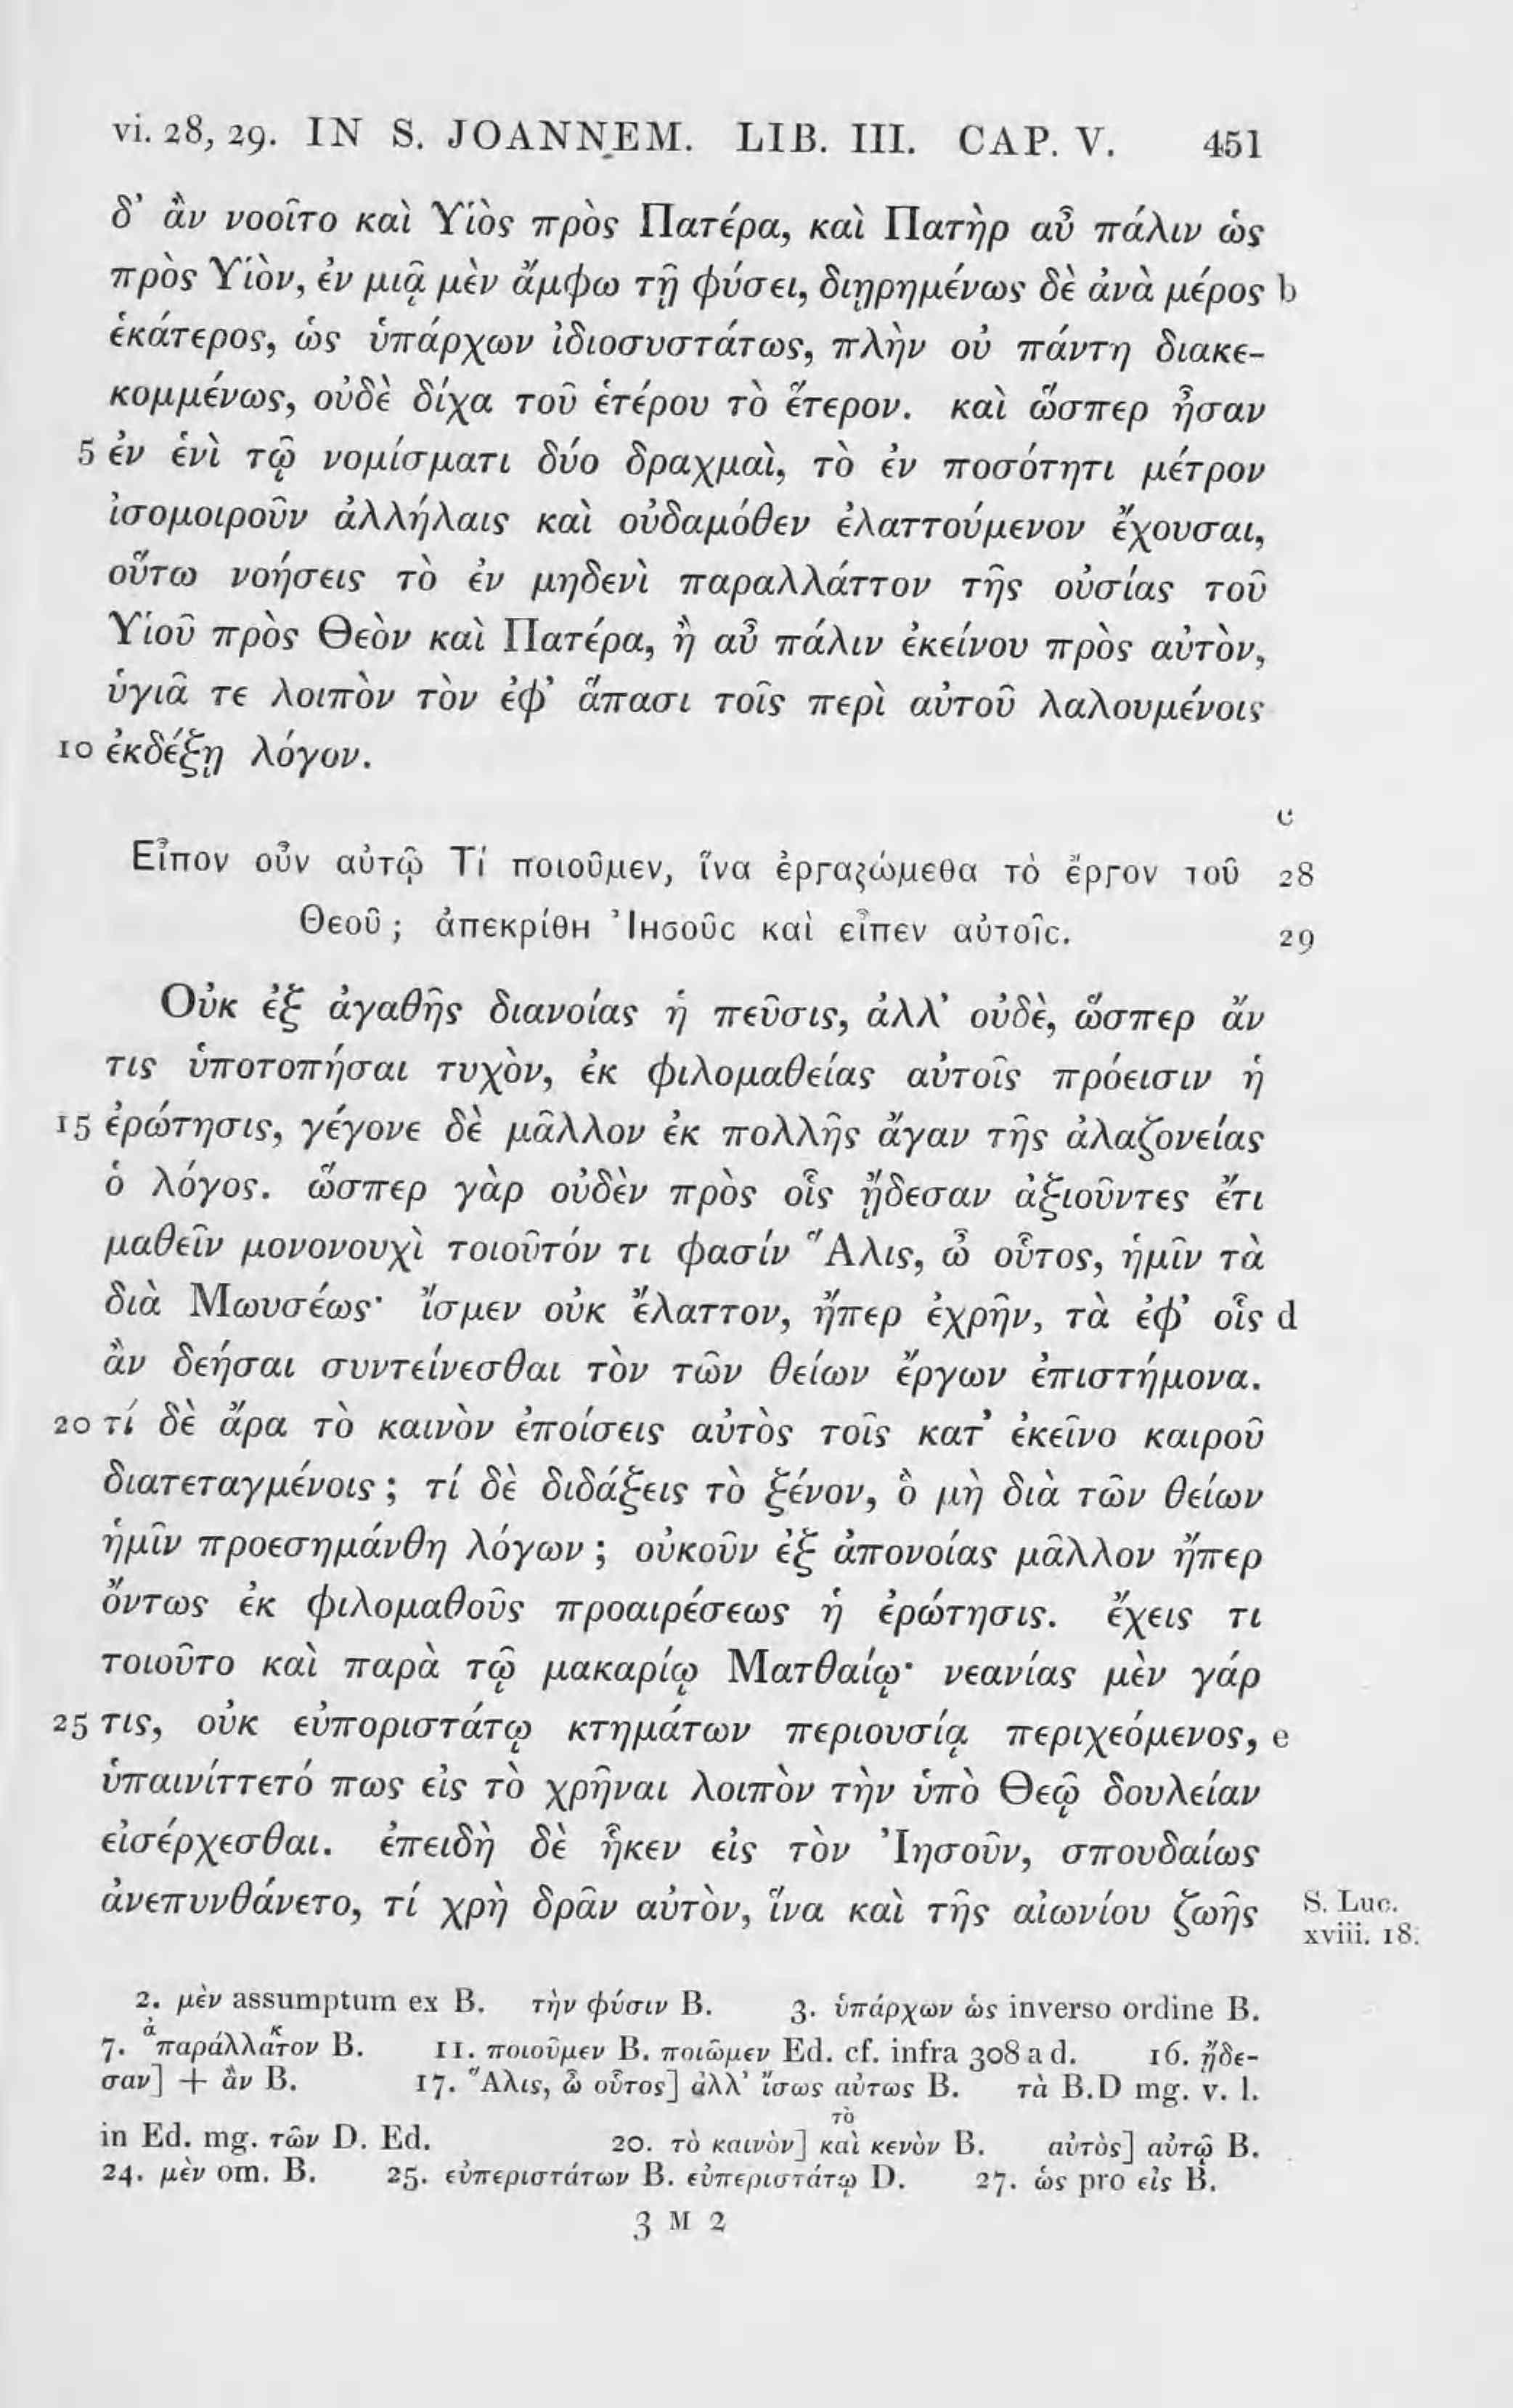 vi. 28, 29. IN S. JOANNEM. LIB. III. CAP. V. 451
δ' ἂν νοοῖτο καὶ Υἱὸς πρὸς Πατέρα, καὶ Πατὴρ αὖ πάλιν ὡς
πρὸς Υἱὸν, ἐν μιᾷ μὲν ἄμφω τῇ φύσει, διῃρημένως δὲ ἀνὰ μέρος b
ἑκάτερος, ὡς ὑπάρχων ἰδιοσυστάτως, πλὴν οὐ πάντη διακε-
κομμένως, οὐδὲ δίχα τοῦ ἑτέρου τὸ ἕτερον. καὶ ὥσπερ ἦσαν
5 ἐν ἑνὶ τῷ νομίσματι δύο δραχμαὶ, τὸ ἐν ποσότητι μέτρον
ἰσομοιροῦν ἀλλήλαις καὶ οὐδαμόθεν ἐλαττούμενον ἔχουσαι,
οὕτω νοήσεις τὸ ἐν μηδενὶ παραλλάττον τῆς οὐσίας τοῦ
Υἱοῦ πρὸς Θεὸν καὶ Πατέρα, ἢ αὖ πάλιν ἐκείνου πρὸς αὐτὸν,
ὑγιᾶ τε λοιπὸν τὸν ἐφ' ἅπασι τοῖς περὶ αὐτοῦ λαλουμένοις
10 ἐκδέξῃ λόγον.
c
Εἶπον οὖν αὐτῷ Τί ποιοῦμεν, ἵνα ἐργαζώμεθα τὸ ἔργον τοῦ 28
Θεοῦ ; ἀπεκρίθη Ἰησοῦς καὶ εἶπεν αὐτοῖς. 29
Οὐκ ἐξ ἀγαθῆς διανοίας ἡ πεῦσις, ἀλλ' οὐδὲ, ὥσπερ ἄν
τις ὑποτοπήσαι τυχὸν, ἐκ φιλομαθείας αὐτοῖς πρόεισιν ἡ
15 ἐρώτησις, γέγονε δὲ μᾶλλον ἐκ πολλῆς ἄγαν τῆς ἀλαζονείας
ὁ λόγος. ὥσπερ γὰρ οὐδὲν πρὸς οἷς ᾔδεσαν ἀξιοῦντες ἔτι
μαθεῖν μονονουχὶ τοιοῦτόν τι φασίν Ἅλις, ὦ οὗτος, ἡμῖν τὰ
διὰ Μωυσέως· ἴσμεν οὐκ ἔλαττον, ἤπερ ἐχρῆν, τὰ ἐφ' οἷς d
ἂν δεήσαι συντείνεσθαι τὸν τῶν θείων ἔργων ἐπιστήμονα.
20 τί δὲ ἄρα τὸ καινὸν ἐποίσεις αὐτὸς τοῖς κατ' ἐκεῖνο καιροῦ
διατεταγμένοις ; τί δὲ διδάξεις τὸ ξένον, ὃ μὴ διὰ τῶν θείων
ἡμῖν προεσημάνθη λόγων ; οὐκοῦν ἐξ ἀπονοίας μᾶλλον ἤπερ
ὄντως ἐκ φιλομαθοῦς προαιρέσεως ἡ ἐρώτησις. ἔχεις τι
τοιοῦτο καὶ παρὰ τῷ μακαρίῳ Ματθαίῳ· νεανίας μὲν γάρ
25 τις, οὐκ εὐποριστάτῳ κτημάτων περιουσίᾳ περιχεόμενος, e
ὑπαινίττετό πως εἰς τὸ χρῆναι λοιπὸν τὴν ὑπὸ Θεῷ δουλείαν
εἰσέρχεσθαι. ἐπειδὴ δὲ ἧκεν εἰς τὸν Ἰησοῦν, σπουδαίως
ἀνεπυνθάνετο, τί χρὴ δρᾶν αὐτὸν, ἵνα καὶ τῆς αἰωνίου ζωῆς S. Luc.
xviii. 18.
2. μὲν assumptum ex B. τὴν φύσιν B. 3. ὑπάρχων ὡς inverso ordine B.
7. παράλλακτον B. 11. ποιοῦμεν B. ποιῶμεν Ed. cf. infra 308 a d. 16. ᾔδε-
σαν] + ἂν B. 17. Ἅλις, ὦ οὗτος] ἀλλ' ἴσως αὕτως B. τὰ B.D mg. v. l.
in Ed. mg. τῶν D. Ed. 20. τὸ καινὸν] καὶ τὸ κενὸν B. αὐτὸς] αὐτῷ B.
24. μὲν om. B. 25. εὐπεριστάτων B. εὐπεριστάτῳ D. 27. ὡς pro εἰς B.
3 M 2